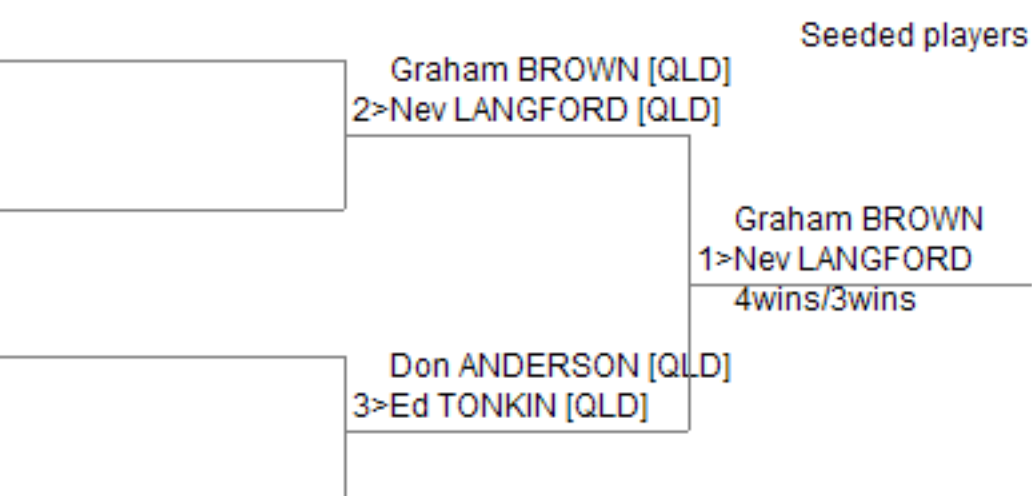 Seeded players
Graham BROWN [QLD]
2>Nev LANGFORD [QLD]
Graham BROWN
1>Nev LANGFORD
4wins/3wins
Don ANDERSON [QLD]
3>Ed TONKIN [QLD]